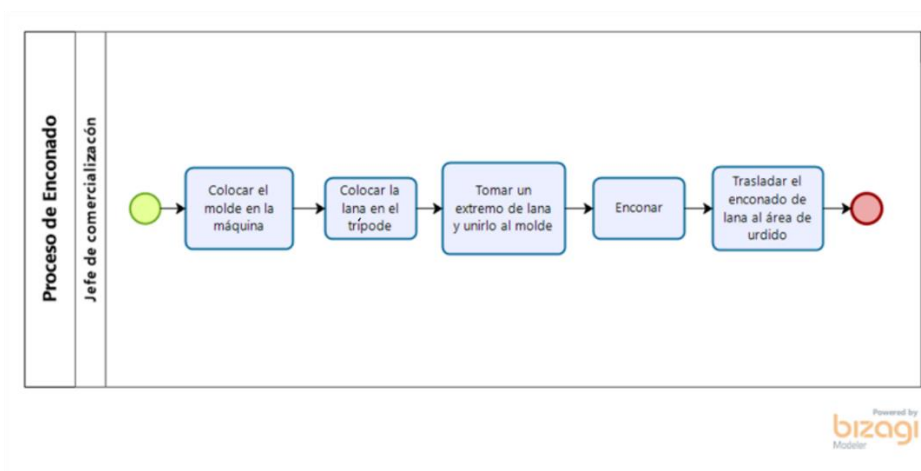 Proceso de Enconado
Jefe de comercializacón
Colocar el
molde en la
máquina
Colocar la
lana en el
trípode
Tomar un
extremo de lana
y unirlo al molde
Enconar
Trasladar el
enconado de
lana al área de
urdido
Powered by
bizagi
Modeler